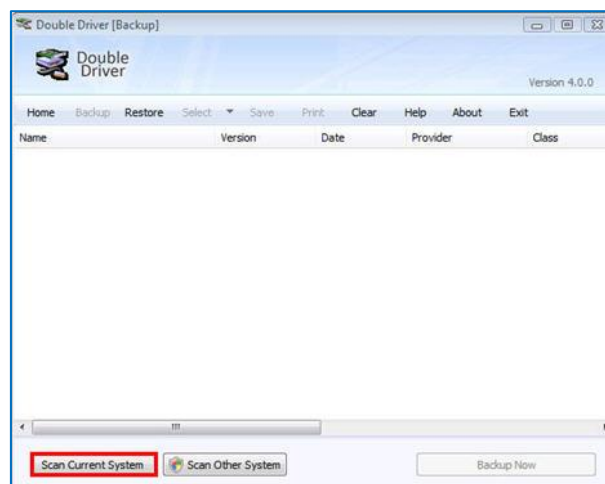 Double Driver [Backup]
Double
Driver
Version 4.0.0
Home Backup Restore Select Save Print Clear Help About Exit
Name Version Date Provider Class
Scan Current System Scan Other System Backup Now